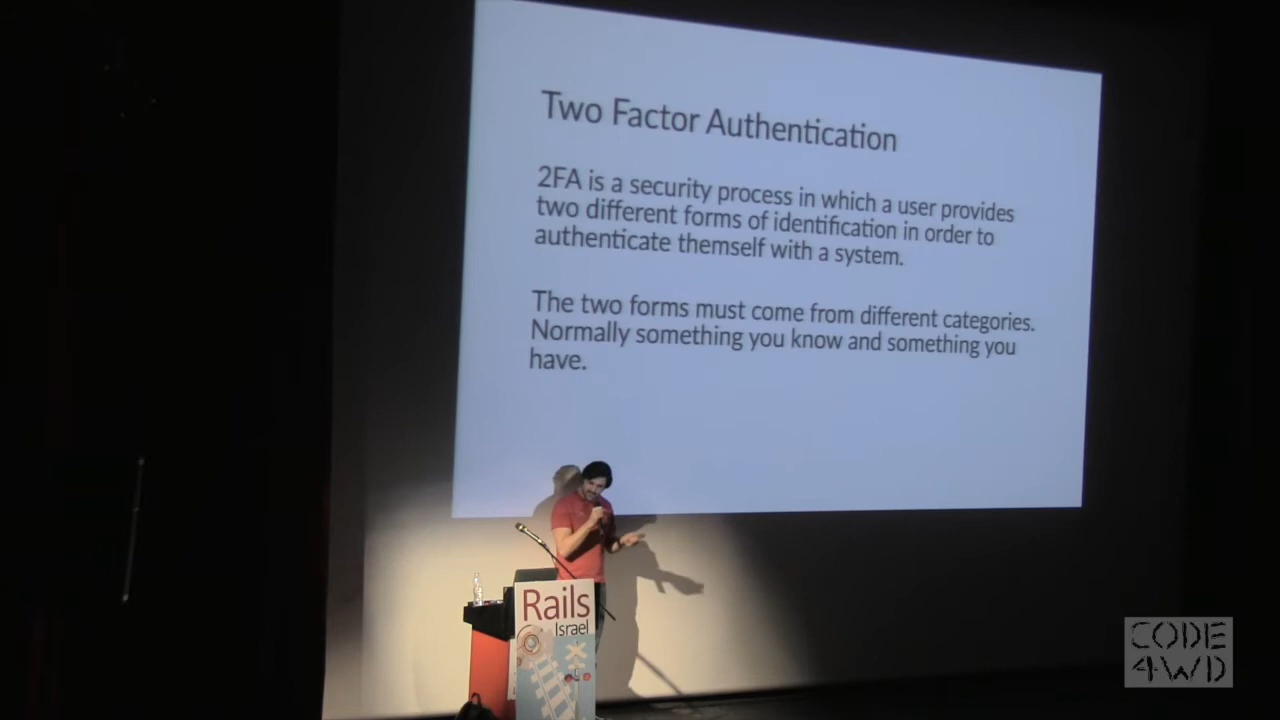 Two Factor Authentication
2FA is a security process in which a user provides
two different forms of identification in order to
authenticate themself with a system.
The two forms must come from different categories.
Normally something you know and something you
have.
Rails
Israel
CODE
4WD